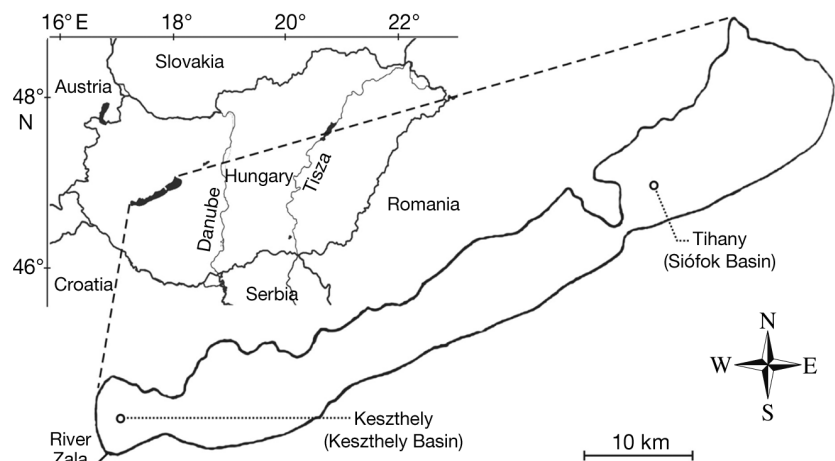 16° E 18° 20° 22°
48°
N
46°
Slovakia
Austria
Hungary
Danube
Tisza
Romania
Croatia
Serbia
Tihany
(Siófok Basin)
Keszthely
(Keszthely Basin)
River
Zala
N
W E
S
10 km